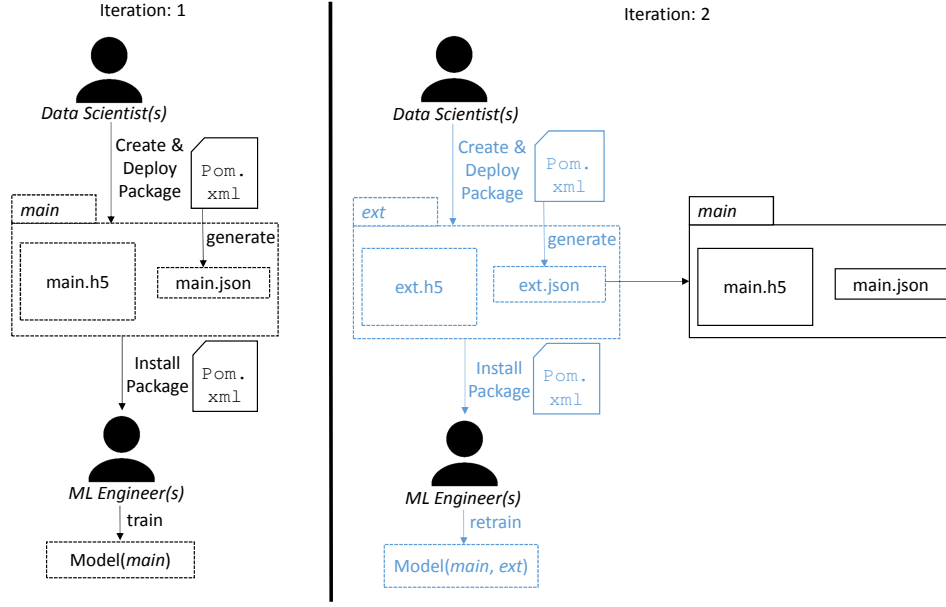 Iteration: 1
Data Scientist(s)
Create &
Deploy
Package
Pom.
xml
main
generate
main.h5
main.json
Install
Package
Pom.
xml
ML Engineer(s)
train
Model(main)
Iteration: 2
Data Scientist(s)
Create &
Deploy
Package
Pom.
xml
ext
generate
ext.h5
ext.json
main
main.h5
main.json
Install
Package
Pom.
xml
ML Engineer(s)
retrain
Model(main, ext)